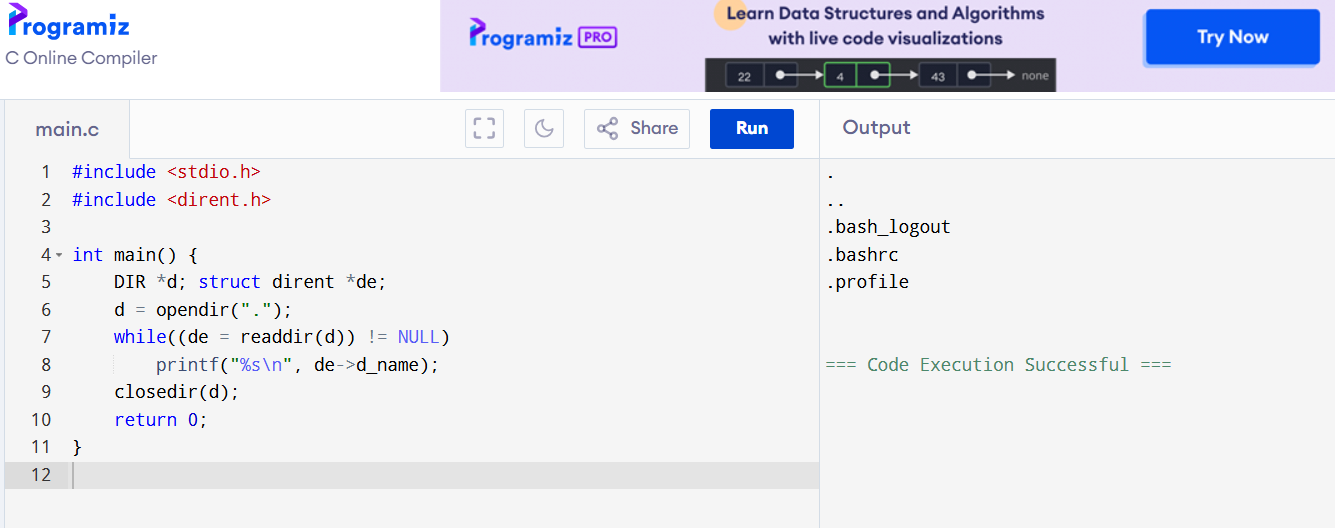 Programiz
C Online Compiler
Programiz PRO
Learn Data Structures and Algorithms
with live code visualizations
22 4 43 none
Try Now
main.c
Share
Run
Output
1 #include <stdio.h>
2 #include <dirent.h>
3
4 int main() {
5     DIR *d; struct dirent *de;
6     d = opendir(".");
7     while((de = readdir(d)) != NULL)
8         printf("%s\n", de->d_name);
9     closedir(d);
10     return 0;
11 }
12
.
..
.bash_logout
.bashrc
.profile
=== Code Execution Successful ===